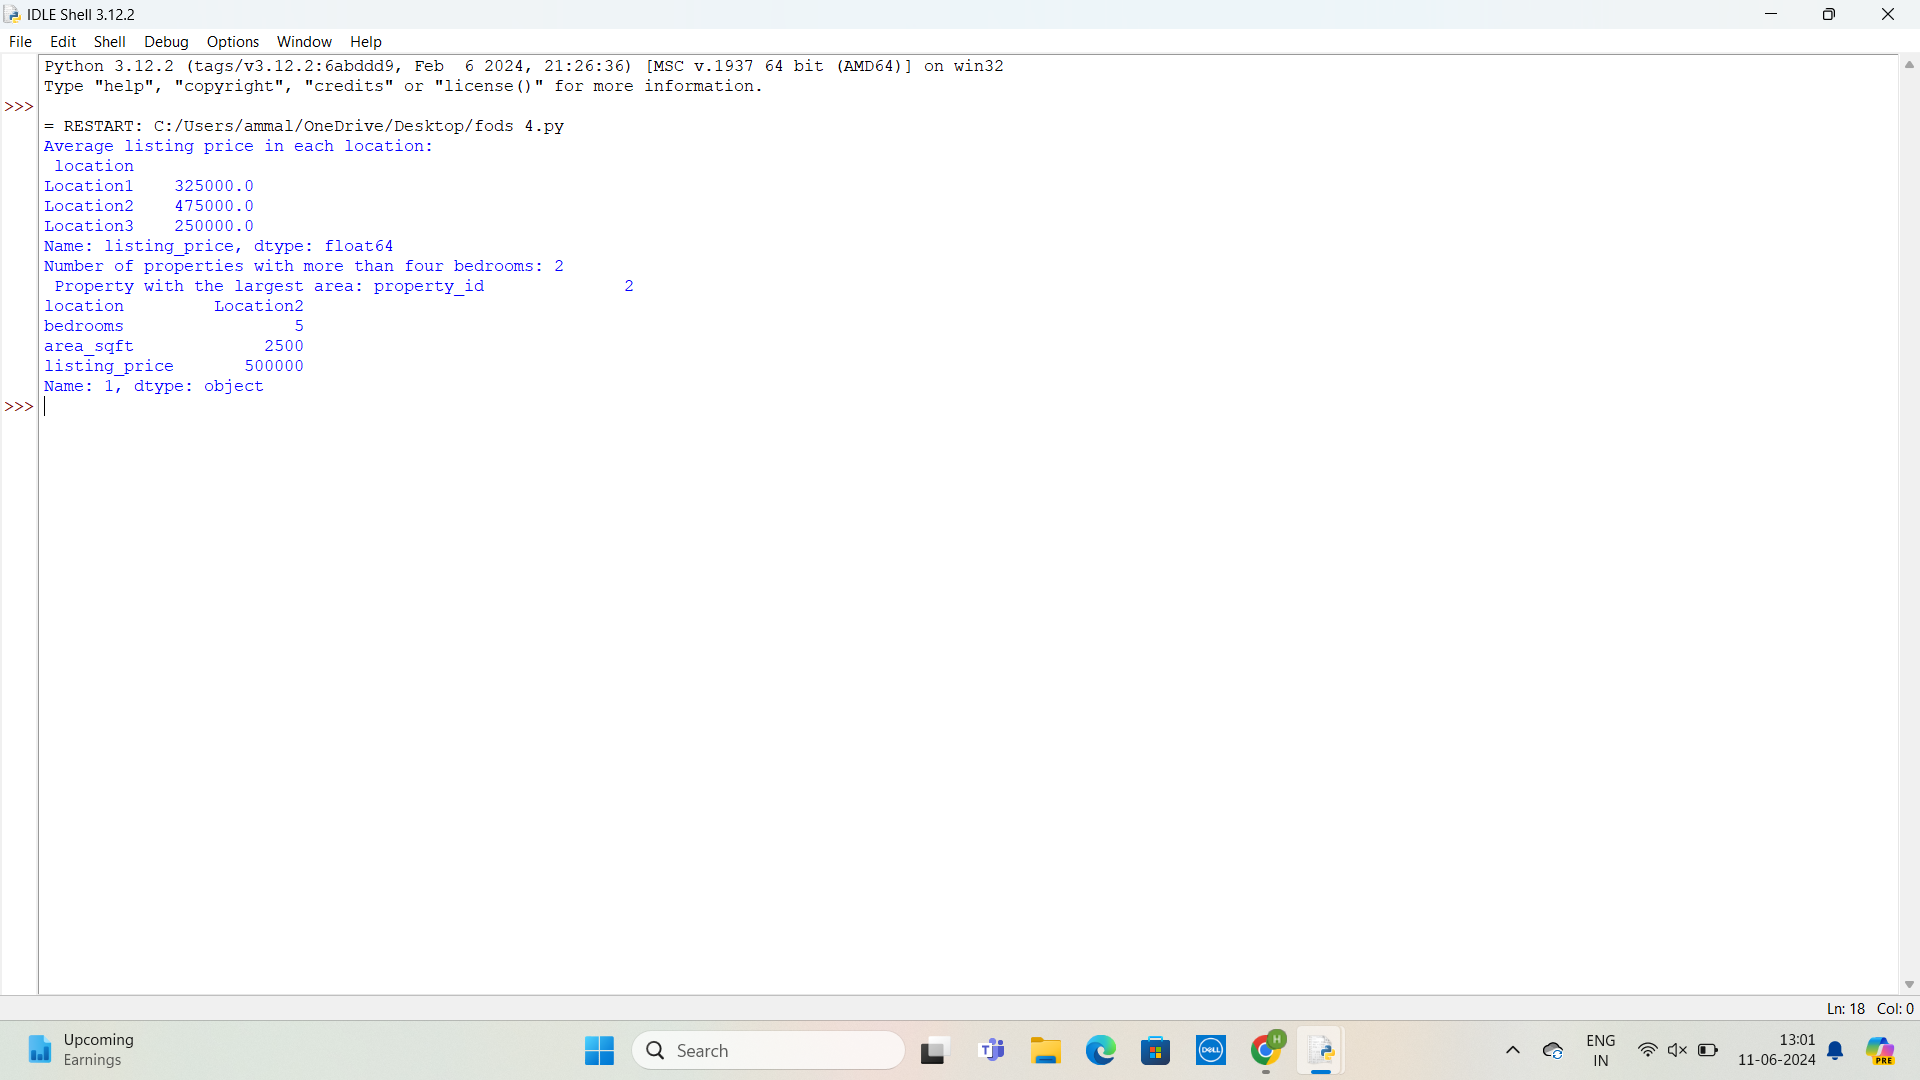 IDLE Shell 3.12.2
File Edit Shell Debug Options Window Help
Python 3.12.2 (tags/v3.12.2:6abddd9, Feb  6 2024, 21:26:36) [MSC v.1937 64 bit (AMD64)] on win32
Type "help", "copyright", "credits" or "license()" for more information.
>>>
= RESTART: C:/Users/ammal/OneDrive/Desktop/fods 4.py
Average listing price in each location:
 location
Location1    325000.0
Location2    475000.0
Location3    250000.0
Name: listing_price, dtype: float64
Number of properties with more than four bedrooms: 2
 Property with the largest area: property_id              2
location         Location2
bedrooms                 5
area_sqft             2500
listing_price       500000
Name: 1, dtype: object
>>>
Ln: 18 Col: 0
Upcoming
Earnings
Search
DELL
H
ENG
IN
13:01
11-06-2024
PRE